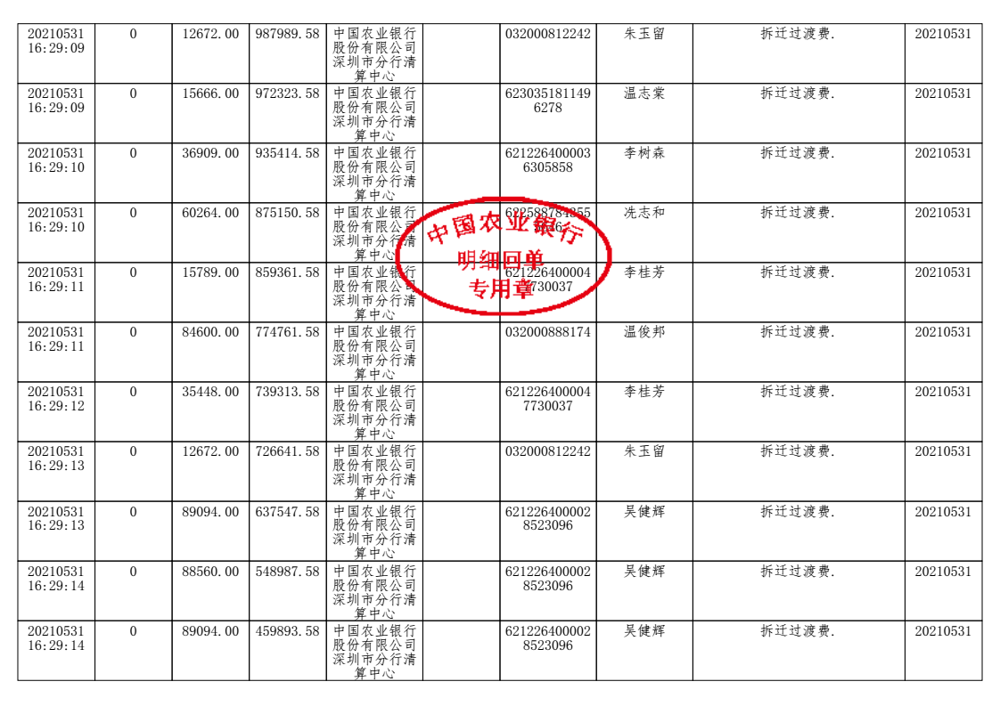 20210531 0 12672.00 987989.58 中国农业银行 032000812242 朱玉留 拆迁过渡费. 20210531
16:29:09 股份有限公司
深圳市分行清
算中心
20210531 0 15666.00 972323.58 中国农业银行 623035181149 温志棠 拆迁过渡费. 20210531
16:29:09 股份有限公司 6278
深圳市分行清
算中心
20210531 0 36909.00 935414.58 中国农业银行 621226400003 李树森 拆迁过渡费. 20210531
16:29:10 股份有限公司 6305858
深圳市分行清
算中心
20210531 0 60264.00 875150.58 中国农业银行 冼志和 拆迁过渡费. 20210531
16:29:10 股份有限公司
深圳市分行清
算中心
中国农业银行
明细回单
专用章
20210531 0 15789.00 859361.58 中国农业银行 621226400004 李桂芳 拆迁过渡费. 20210531
16:29:11 股份有限公司 7730037
深圳市分行清
算中心
20210531 0 84600.00 774761.58 中国农业银行 032000888174 温俊邦 拆迁过渡费. 20210531
16:29:11 股份有限公司
深圳市分行清
算中心
20210531 0 35448.00 739313.58 中国农业银行 621226400004 李桂芳 拆迁过渡费. 20210531
16:29:12 股份有限公司 7730037
深圳市分行清
算中心
20210531 0 12672.00 726641.58 中国农业银行 032000812242 朱玉留 拆迁过渡费. 20210531
16:29:13 股份有限公司
深圳市分行清
算中心
20210531 0 89094.00 637547.58 中国农业银行 621226400002 吴健辉 拆迁过渡费. 20210531
16:29:13 股份有限公司 8523096
深圳市分行清
算中心
20210531 0 88560.00 548987.58 中国农业银行 621226400002 吴健辉 拆迁过渡费. 20210531
16:29:14 股份有限公司 8523096
深圳市分行清
算中心
20210531 0 89094.00 459893.58 中国农业银行 621226400002 吴健辉 拆迁过渡费. 20210531
16:29:14 股份有限公司 8523096
深圳市分行清
算中心